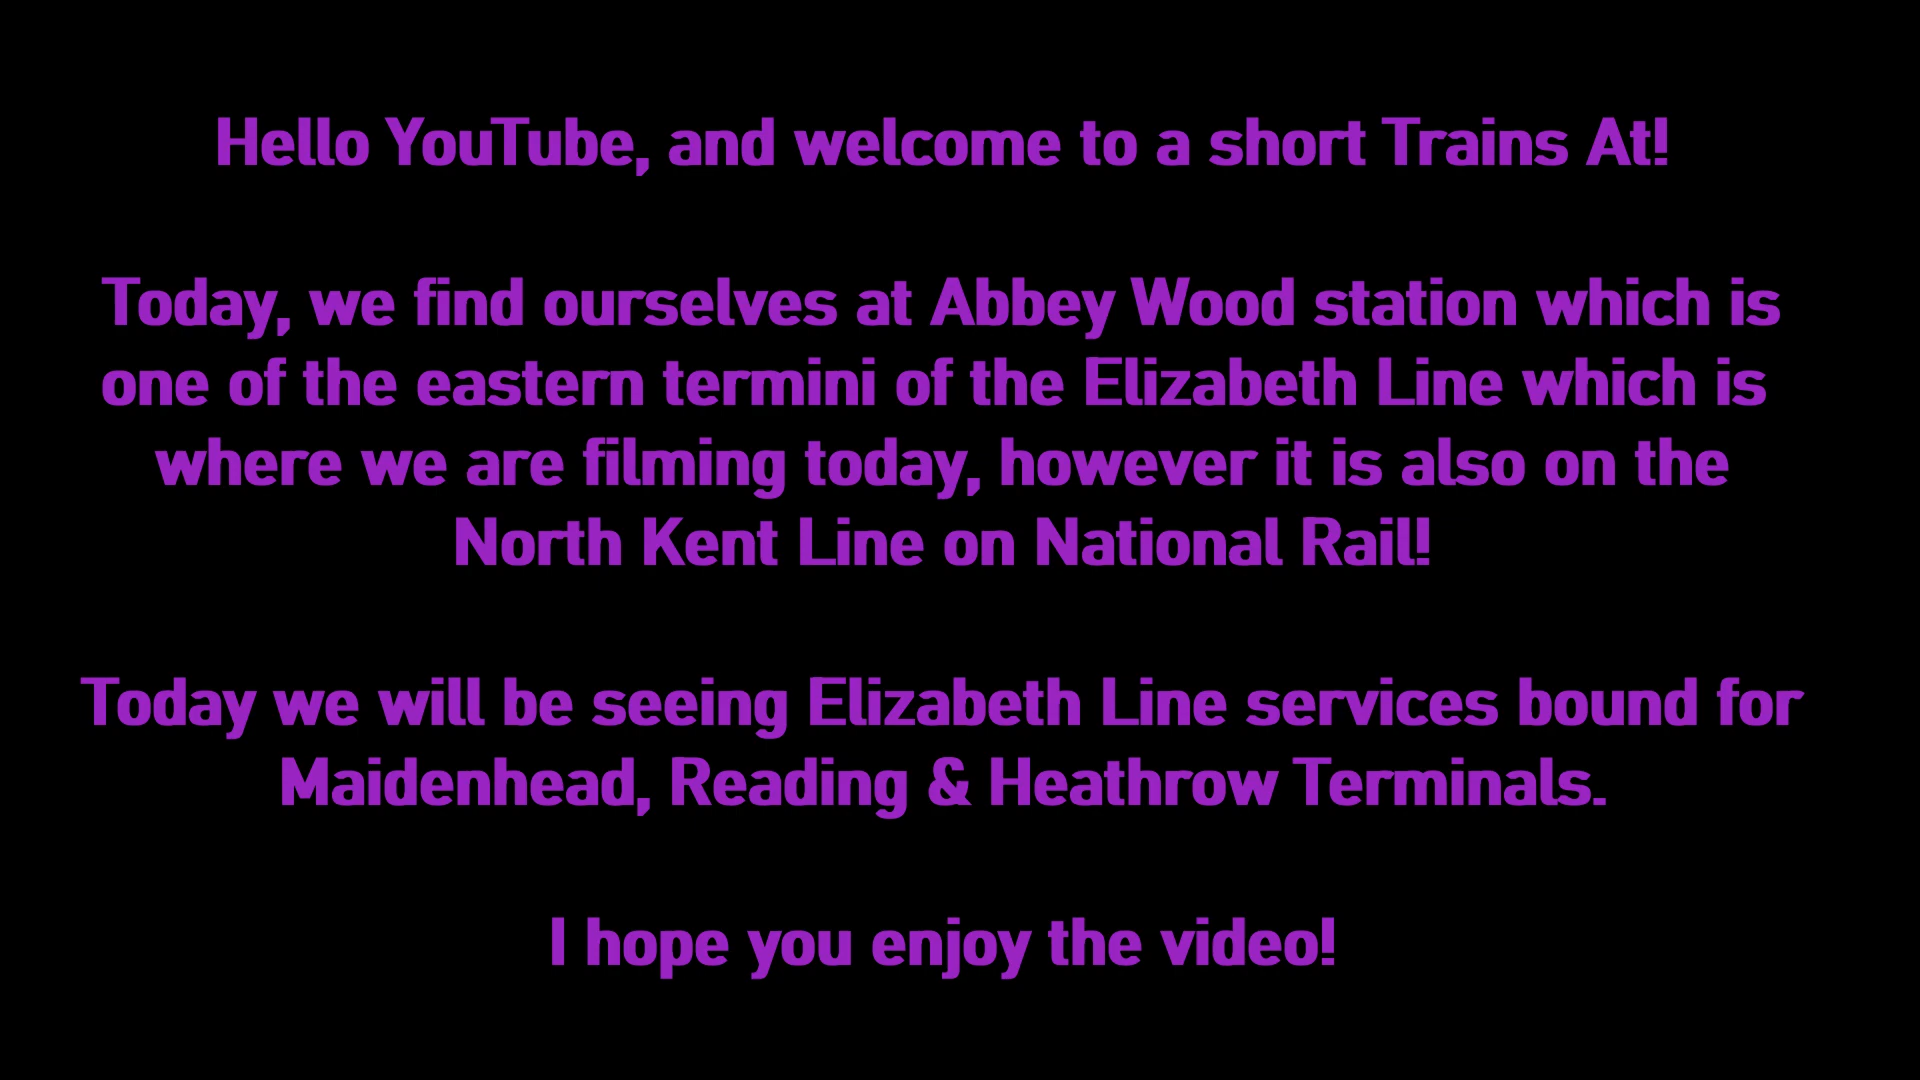 Hello YouTube, and welcome to a short Trains At!
Today, we find ourselves at Abbey Wood station which is
one of the eastern termini of the Elizabeth Line which is
where we are filming today, however it is also on the
North Kent Line on National Rail!
Today we will be seeing Elizabeth Line services bound for
Maidenhead, Reading & Heathrow Terminals.
I hope you enjoy the video!